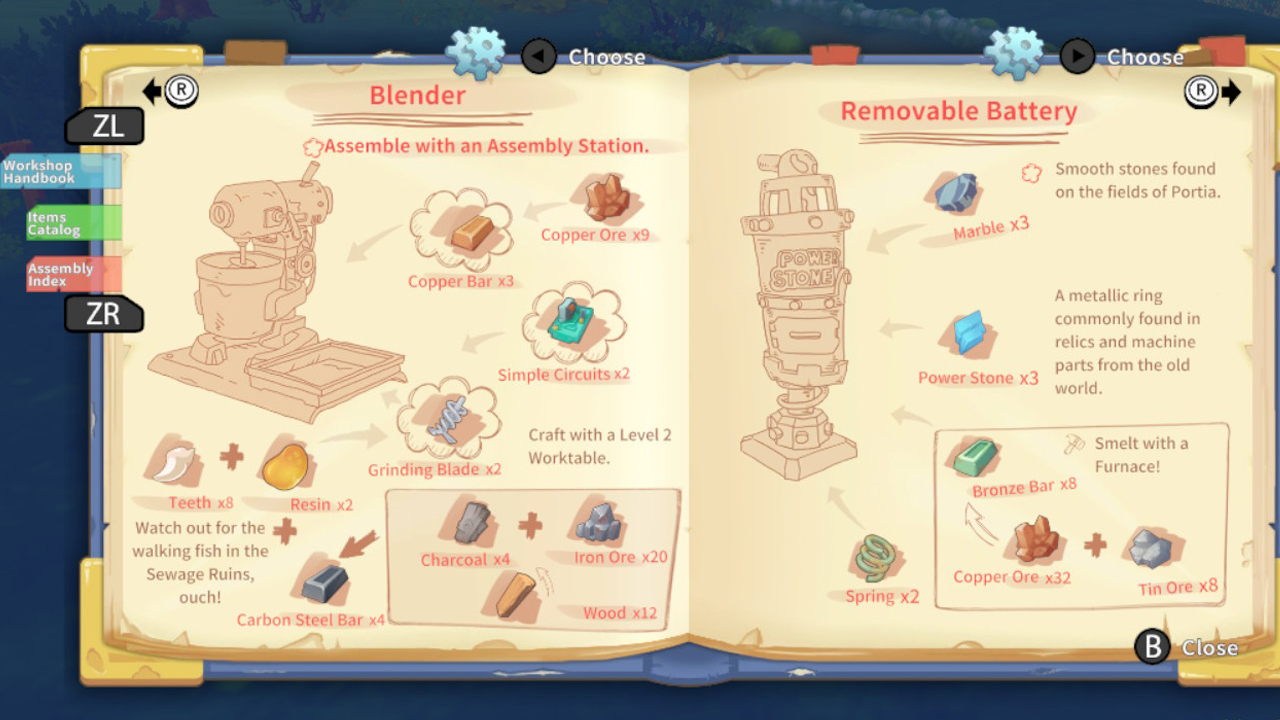 Choose
Choose
R
R
ZL
Workshop
Handbook
Items
Catalog
Assembly
Index
ZR
Blender
Assemble with an Assembly Station.
Copper Ore x9
Copper Bar x3
Simple Circuits x2
Grinding Blade x2
Craft with a Level 2
Worktable.
Teeth x8
Resin x2
Watch out for the
walking fish in the
Sewage Ruins,
ouch!
Carbon Steel Bar x4
Charcoal x4
Iron Ore x20
Wood x12
Removable Battery
POWER
STONE
Marble x3
Smooth stones found
on the fields of Portia.
Power Stone x3
A metallic ring
commonly found in
relics and machine
parts from the old
world.
Bronze Bar x8
Smelt with a
Furnace!
Copper Ore x32
Tin Ore x8
Spring x2
B Close